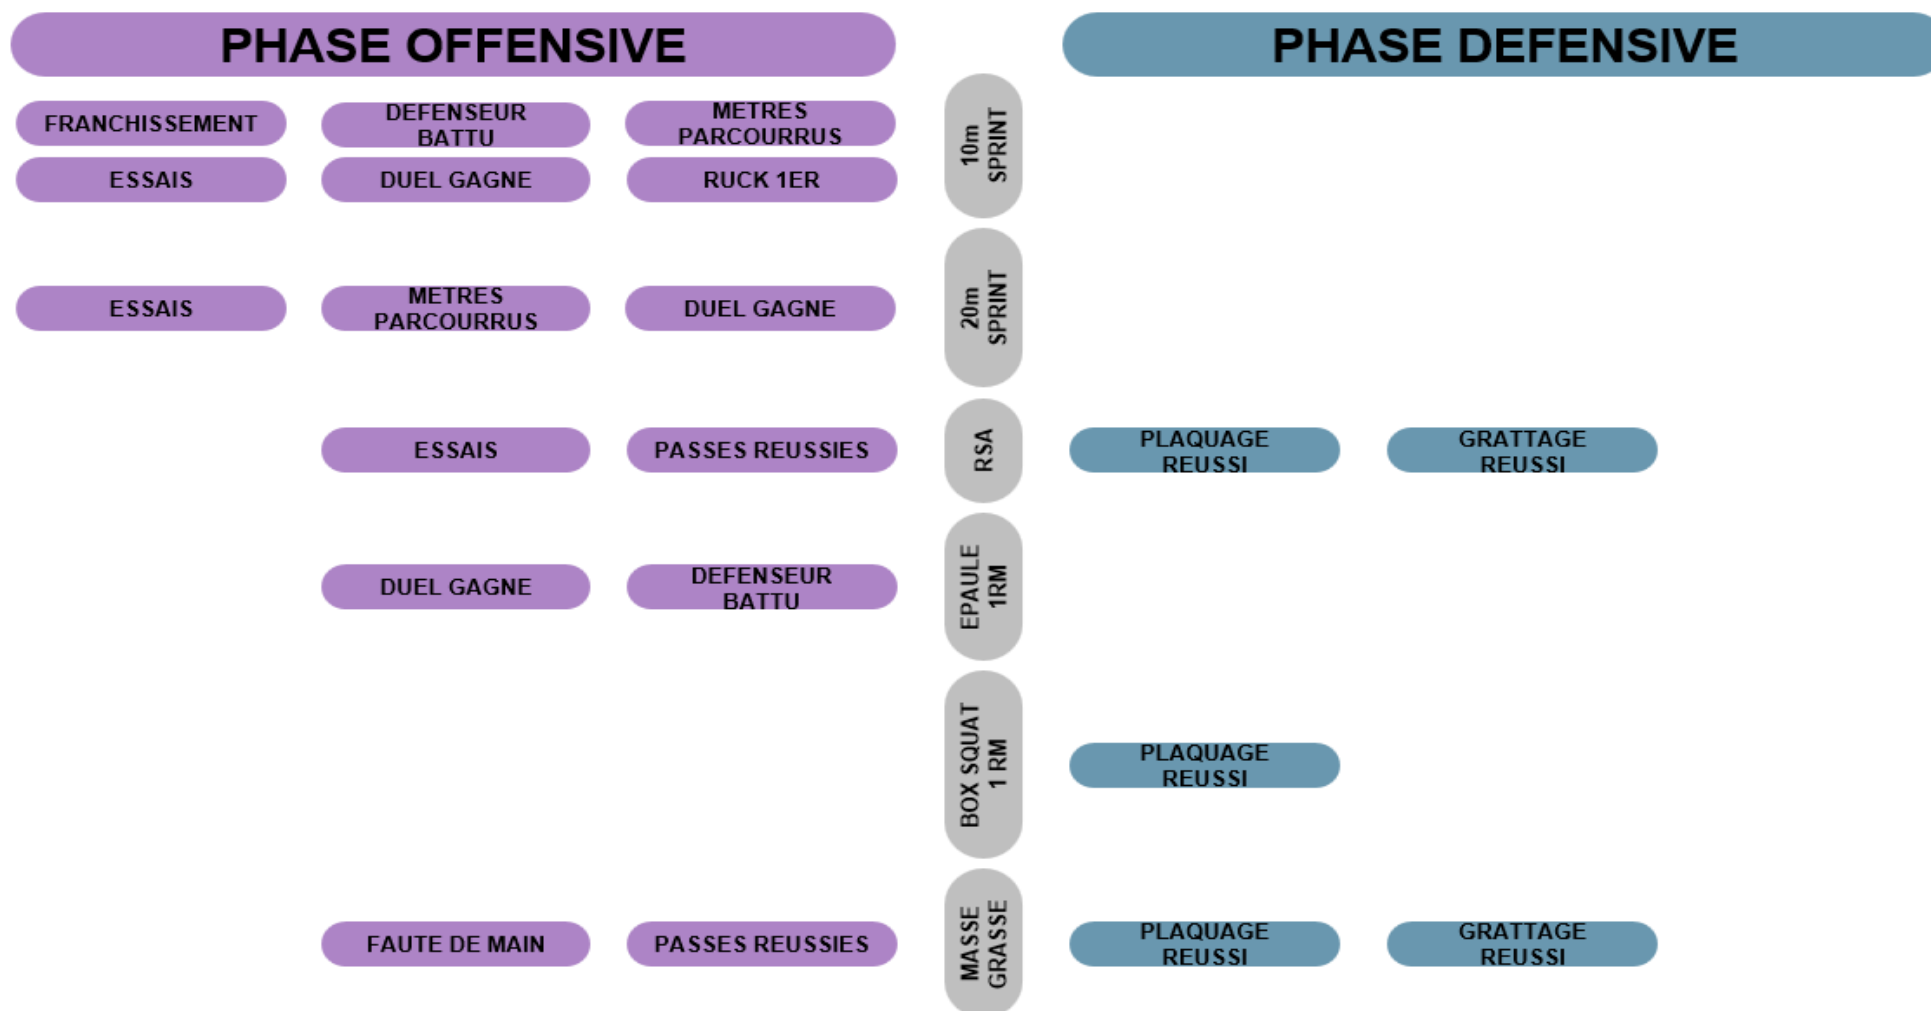 PHASE OFFENSIVE
PHASE DEFENSIVE
FRANCHISSEMENT
DEFENSEUR
BATTU
METRES
PARCOURRUS
ESSAIS
DUEL GAGNE
RUCK 1ER
10m
SPRINT
ESSAIS
METRES
PARCOURRUS
DUEL GAGNE
20m
SPRINT
ESSAIS
PASSES REUSSIES
RSA
PLAQUAGE
REUSSI
GRATTAGE
REUSSI
DUEL GAGNE
DEFENSEUR
BATTU
EPAULE
1RM
BOX SQUAT
1 RM
PLAQUAGE
REUSSI
FAUTE DE MAIN
PASSES REUSSIES
MASSE
GRASSE
PLAQUAGE
REUSSI
GRATTAGE
REUSSI